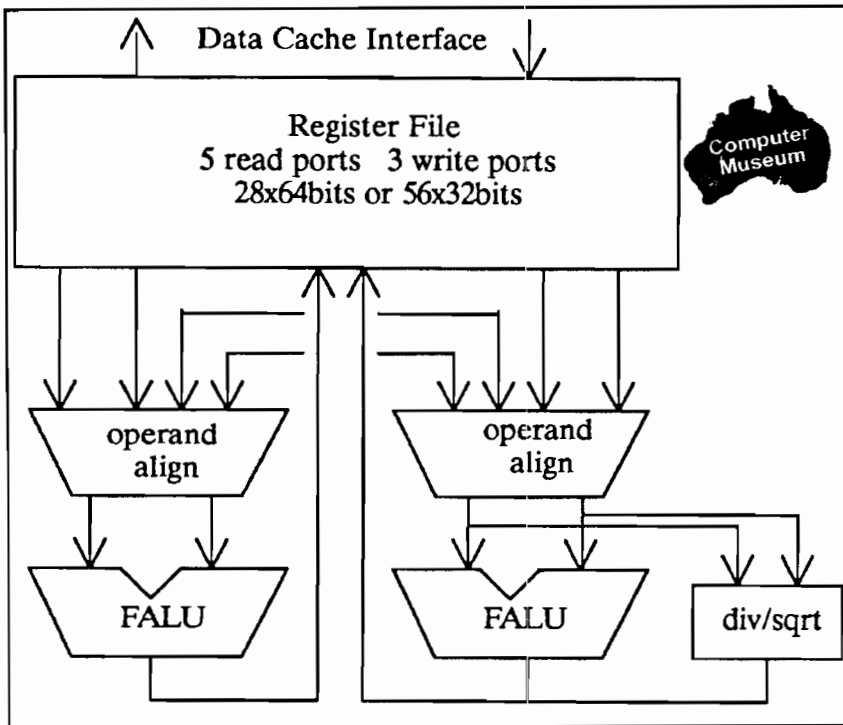 Data Cache Interface
Register File
5 read ports 3 write ports
28x64bits or 56x32bits
Computer
Museum
operand
align
operand
align
FALU
FALU
div/sqrt